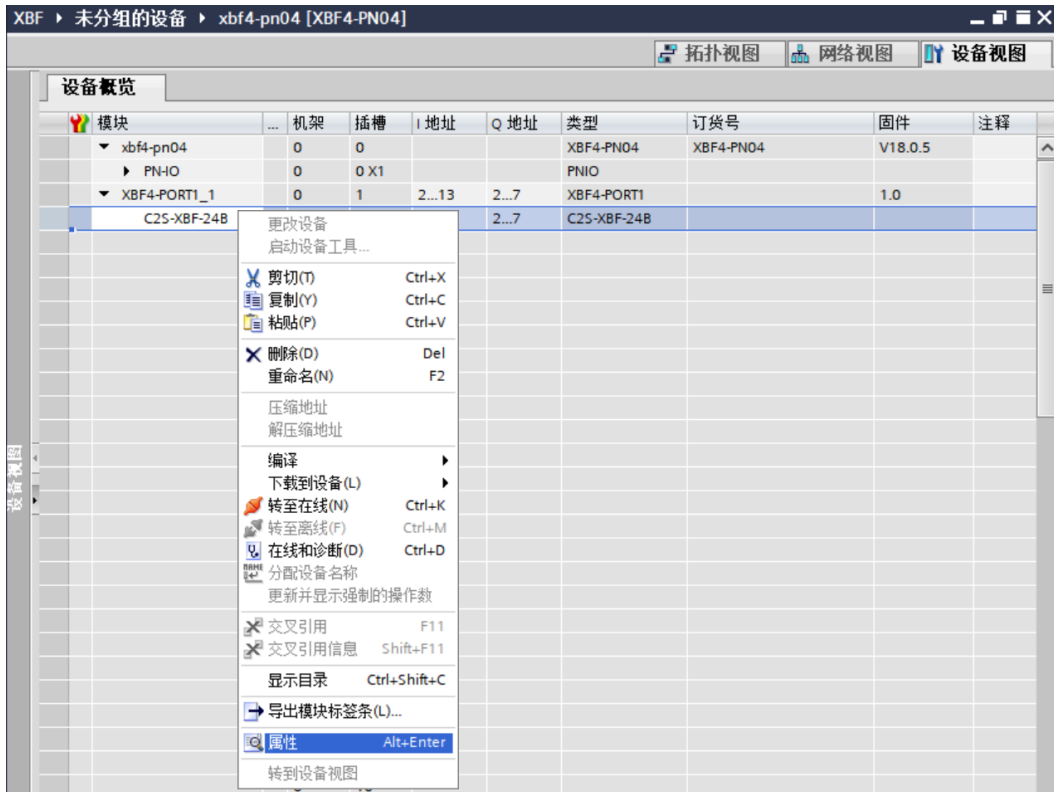 XBF ▸ 未分组的设备 ▸ xbf4-pn04 [XBF4-PN04]
拓扑视图 网络视图 设备视图
设备概览
模块 ... 机架 插槽 I 地址 Q 地址 类型 订货号 固件 注释
xbf4-pn04 0 0 XBF4-PN04 XBF4-PN04 V18.0.5
PN-IO 0 0 X1 PNIO
XBF4-PORT1_1 0 1 2...13 2...7 XBF4-PORT1 1.0
C2S-XBF-24B 2...7 C2S-XBF-24B
更改设备
启动设备工具...
剪切(T) Ctrl+X
复制(Y) Ctrl+C
粘贴(P) Ctrl+V
删除(D) Del
重命名(N) F2
压缩地址
解压缩地址
编译
下载到设备(L)
转至在线(N) Ctrl+K
转至离线(F) Ctrl+M
在线和诊断(D) Ctrl+D
分配设备名称
更新并显示强制的操作数
交叉引用 F11
交叉引用信息 Shift+F11
显示目录 Ctrl+Shift+C
导出模块标签条(L)...
属性 Alt+Enter
转到设备视图
设备视图